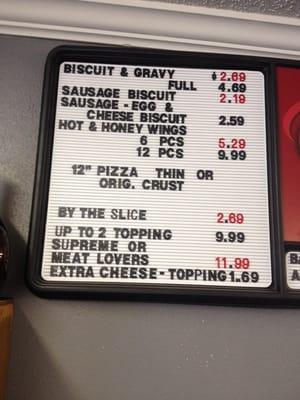 BISCUIT & GRAVY $2.69
FULL 4.69
SAUSAGE BISCUIT 2.19
SAUSAGE - EGG &
CHEESE BISCUIT 2.59
HOT & HONEY WINGS
6 PCS 5.29
12 PCS 9.99
12" PIZZA THIN OR
ORIG. CRUST
BY THE SLICE 2.69
UP TO 2 TOPPING 9.99
SUPREME OR
MEAT LOVERS 11.99
EXTRA CHEESE - TOPPING 1.69